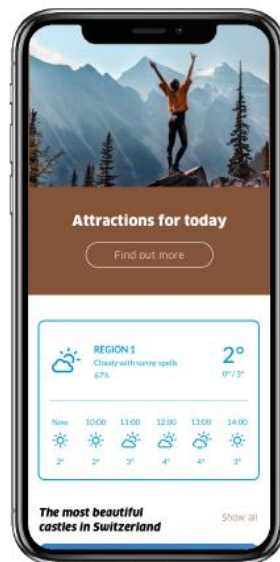 Attractions for today
Find out more
REGION 1
Cloudy with sunny spells
67%
2°
0° / 3°
Now 10:00 11:00 12:00 13:00 14:00
2° 2° 3° 4° 4° 3°
The most beautiful
castles in Switzerland
Show all